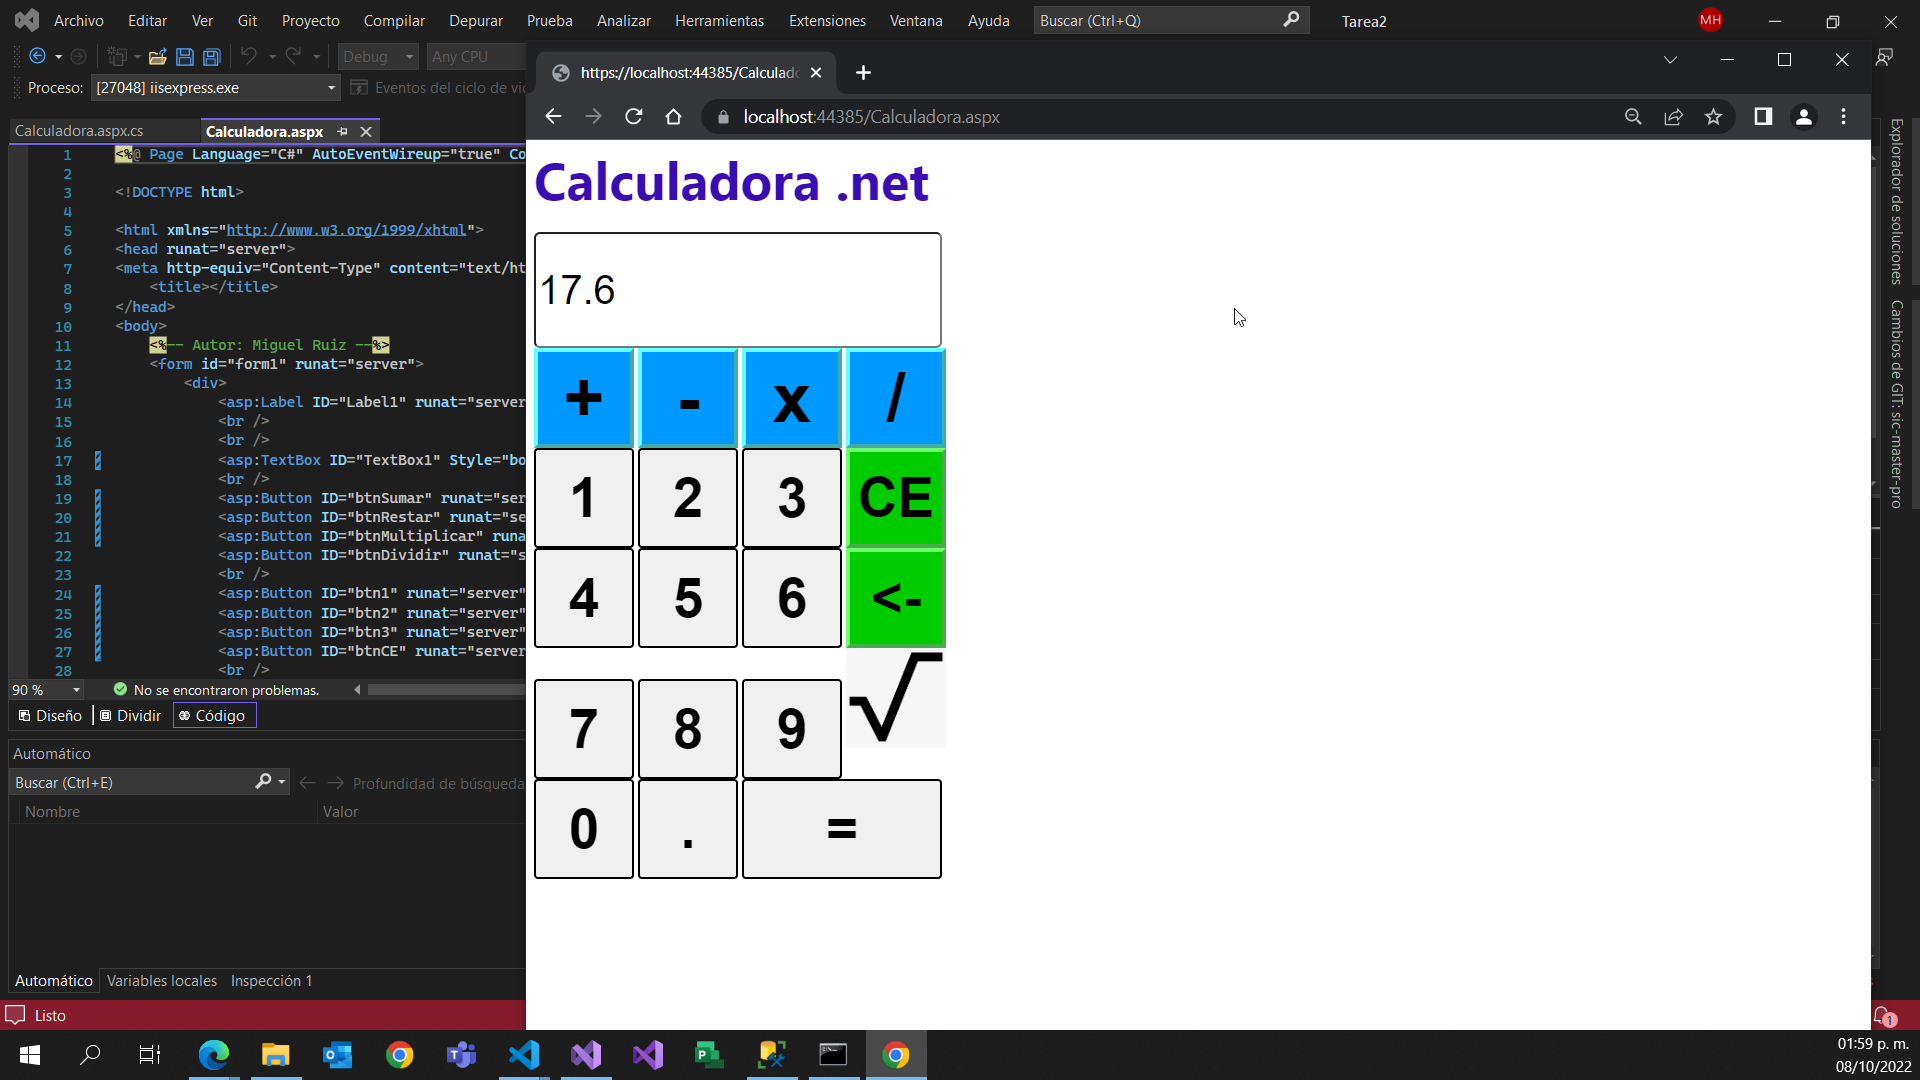 Archivo Editar Ver Git Proyecto Compilar Depurar Prueba Analizar Herramientas Extensiones Ventana Ayuda Buscar (Ctrl+Q) Tarea2 MH
Debug Any CPU
Proceso: [27048] iisexpress.exe Eventos del ciclo de vid
Calculadora.aspx.cs Calculadora.aspx
1 <%@ Page Language="C#" AutoEventWireup="true" Co
2
3 <!DOCTYPE html>
4
5 <html xmlns="http://www.w3.org/1999/xhtml">
6 <head runat="server">
7 <meta http-equiv="Content-Type" content="text/ht
8 <title></title>
9 </head>
10 <body>
11 <%-- Autor: Miguel Ruiz --%>
12 <form id="form1" runat="server">
13 <div>
14 <asp:Label ID="Label1" runat="server
15 <br />
16 <br />
17 <asp:TextBox ID="TextBox1" Style="bo
18 <br />
19 <asp:Button ID="btnSumar" runat="ser
20 <asp:Button ID="btnRestar" runat="se
21 <asp:Button ID="btnMultiplicar" runa
22 <asp:Button ID="btnDividir" runat="s
23 <br />
24 <asp:Button ID="btn1" runat="server"
25 <asp:Button ID="btn2" runat="server"
26 <asp:Button ID="btn3" runat="server"
27 <asp:Button ID="btnCE" runat="server
28 <br />
90 % No se encontraron problemas.
Diseño Dividir Código
Automático
Buscar (Ctrl+E) Profundidad de búsqueda
Nombre Valor
Automático Variables locales Inspección 1
Listo
https://localhost:44385/Calculado
localhost:44385/Calculadora.aspx
Calculadora .net
17.6
+ - x /
1 2 3 CE
4 5 6 <-
7 8 9 √
0 . =
Explorador de soluciones
Cambios de GIT: sic-master-pro
1
01:59 p. m.
08/10/2022